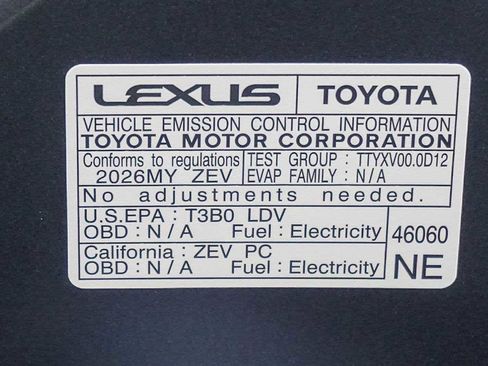 LEXUS TOYOTA
VEHICLE EMISSION CONTROL INFORMATION
TOYOTA MOTOR CORPORATION
Conforms to regulations TEST GROUP : TTYXV00.0D12
2026MY ZEV EVAP FAMILY : N/A
No adjustments needed.
U.S.EPA : T3B0 LDV
OBD : N/A Fuel : Electricity 46060
California : ZEV PC
OBD : N/A Fuel : Electricity NE